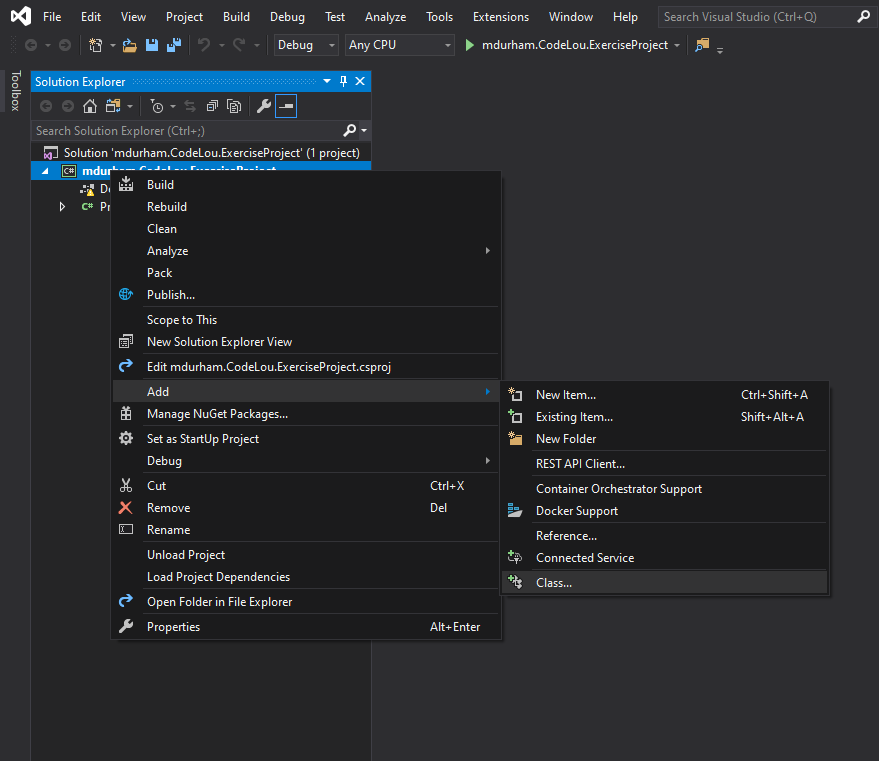 File Edit View Project Build Debug Test Analyze Tools Extensions Window Help Search Visual Studio (Ctrl+Q)
Debug Any CPU mdurham.CodeLou.ExerciseProject
Toolbox
Solution Explorer
Search Solution Explorer (Ctrl+;)
Solution 'mdurham.CodeLou.ExerciseProject' (1 project)
C# mdurham.CodeLou.ExerciseProject
C#
Build
Rebuild
Clean
Analyze
Pack
Publish...
Scope to This
New Solution Explorer View
Edit mdurham.CodeLou.ExerciseProject.csproj
Add
Manage NuGet Packages...
Set as StartUp Project
Debug
Cut Ctrl+X
Remove Del
Rename
Unload Project
Load Project Dependencies
Open Folder in File Explorer
Properties Alt+Enter
New Item... Ctrl+Shift+A
Existing Item... Shift+Alt+A
New Folder
REST API Client...
Container Orchestrator Support
Docker Support
Reference...
Connected Service
Class...